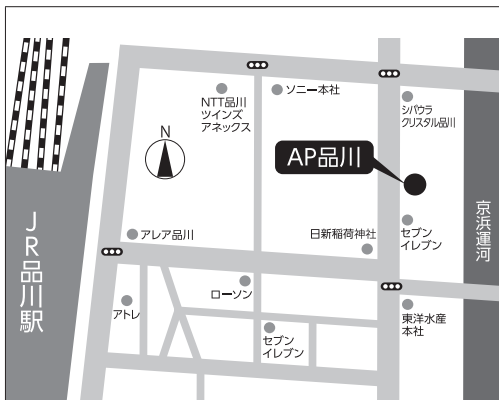 NTT品川
ツインズ
アネックス
ソニー本社
シバウラ
クリスタル品川
N
AP品川
アレア品川
日新稲荷神社
セブン
イレブン
京浜運河
JR品川駅
アトレ
ローソン
セブン
イレブン
東洋水産
本社